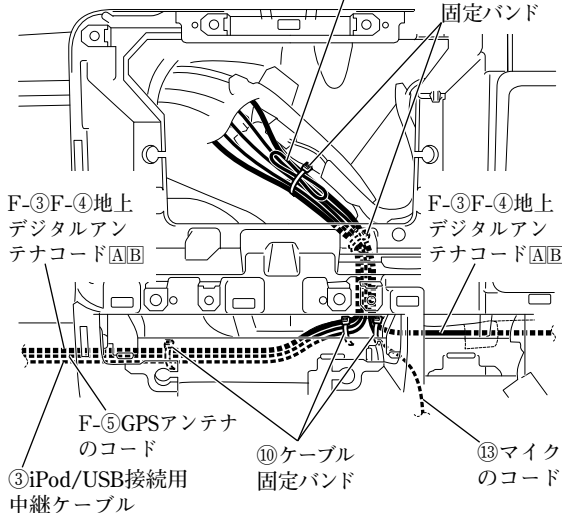 固定バンド
F-③F-④地上
デジタルアン
テナコードAB
F-③F-④地上
デジタルアン
テナコードAB
F-⑤GPSアンテナ
のコード
③iPod/USB接続用
中継ケーブル
⑩ケーブル
固定バンド
⑬マイク
のコード